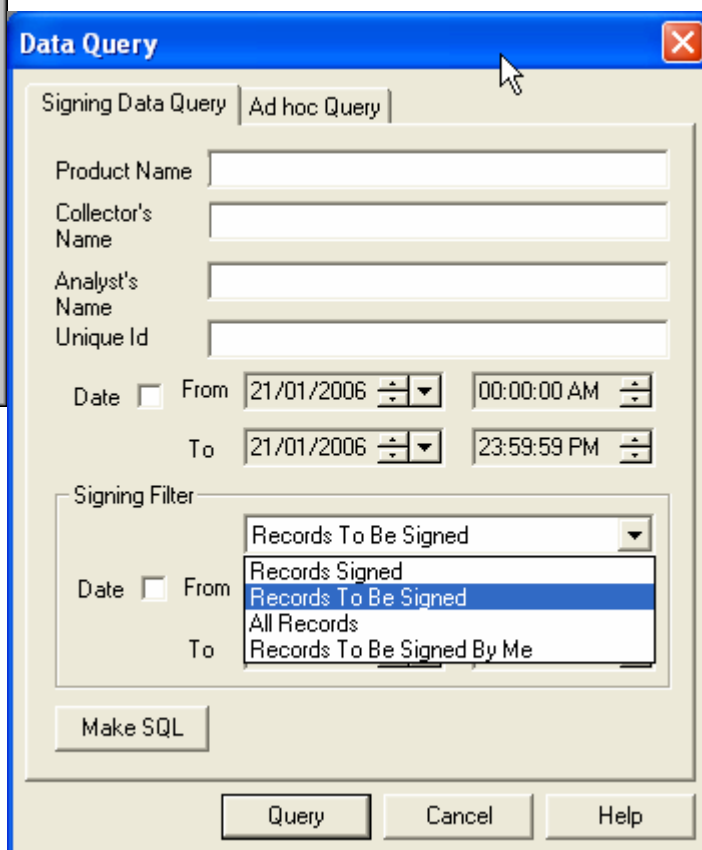 Data Query
Signing Data Query Ad hoc Query
Product Name
Collector's
Name
Analyst's
Name
Unique Id
Date From 21/01/2006 00:00:00 AM
To 21/01/2006 23:59:59 PM
Signing Filter
Records To Be Signed
Records Signed
Date From Records To Be Signed
All Records
To Records To Be Signed By Me
Make SQL
Query Cancel Help